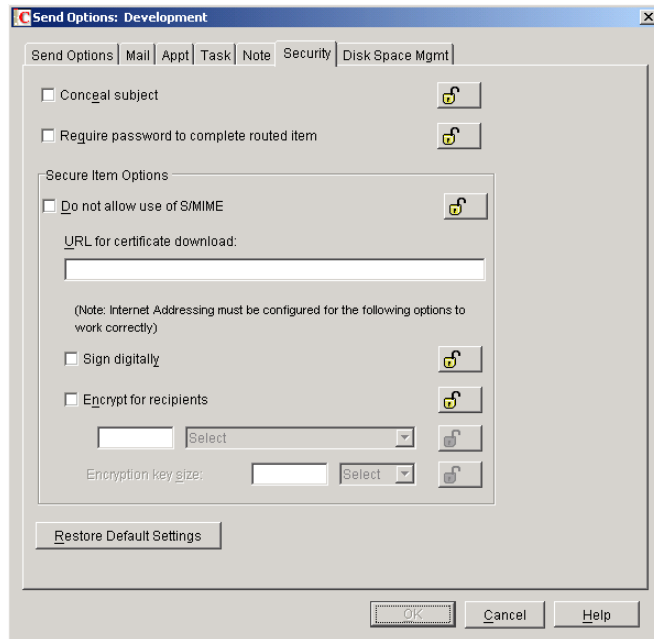 Send Options: Development
Send Options Mail Appt Task Note Security Disk Space Mgmt
Conceal subject
Require password to complete routed item
Secure Item Options
Do not allow use of S/MIME
URL for certificate download:
(Note: Internet Addressing must be configured for the following options to
work correctly)
Sign digitally
Encrypt for recipients
Select
Encryption key size:
Select
Restore Default Settings
OK Cancel Help